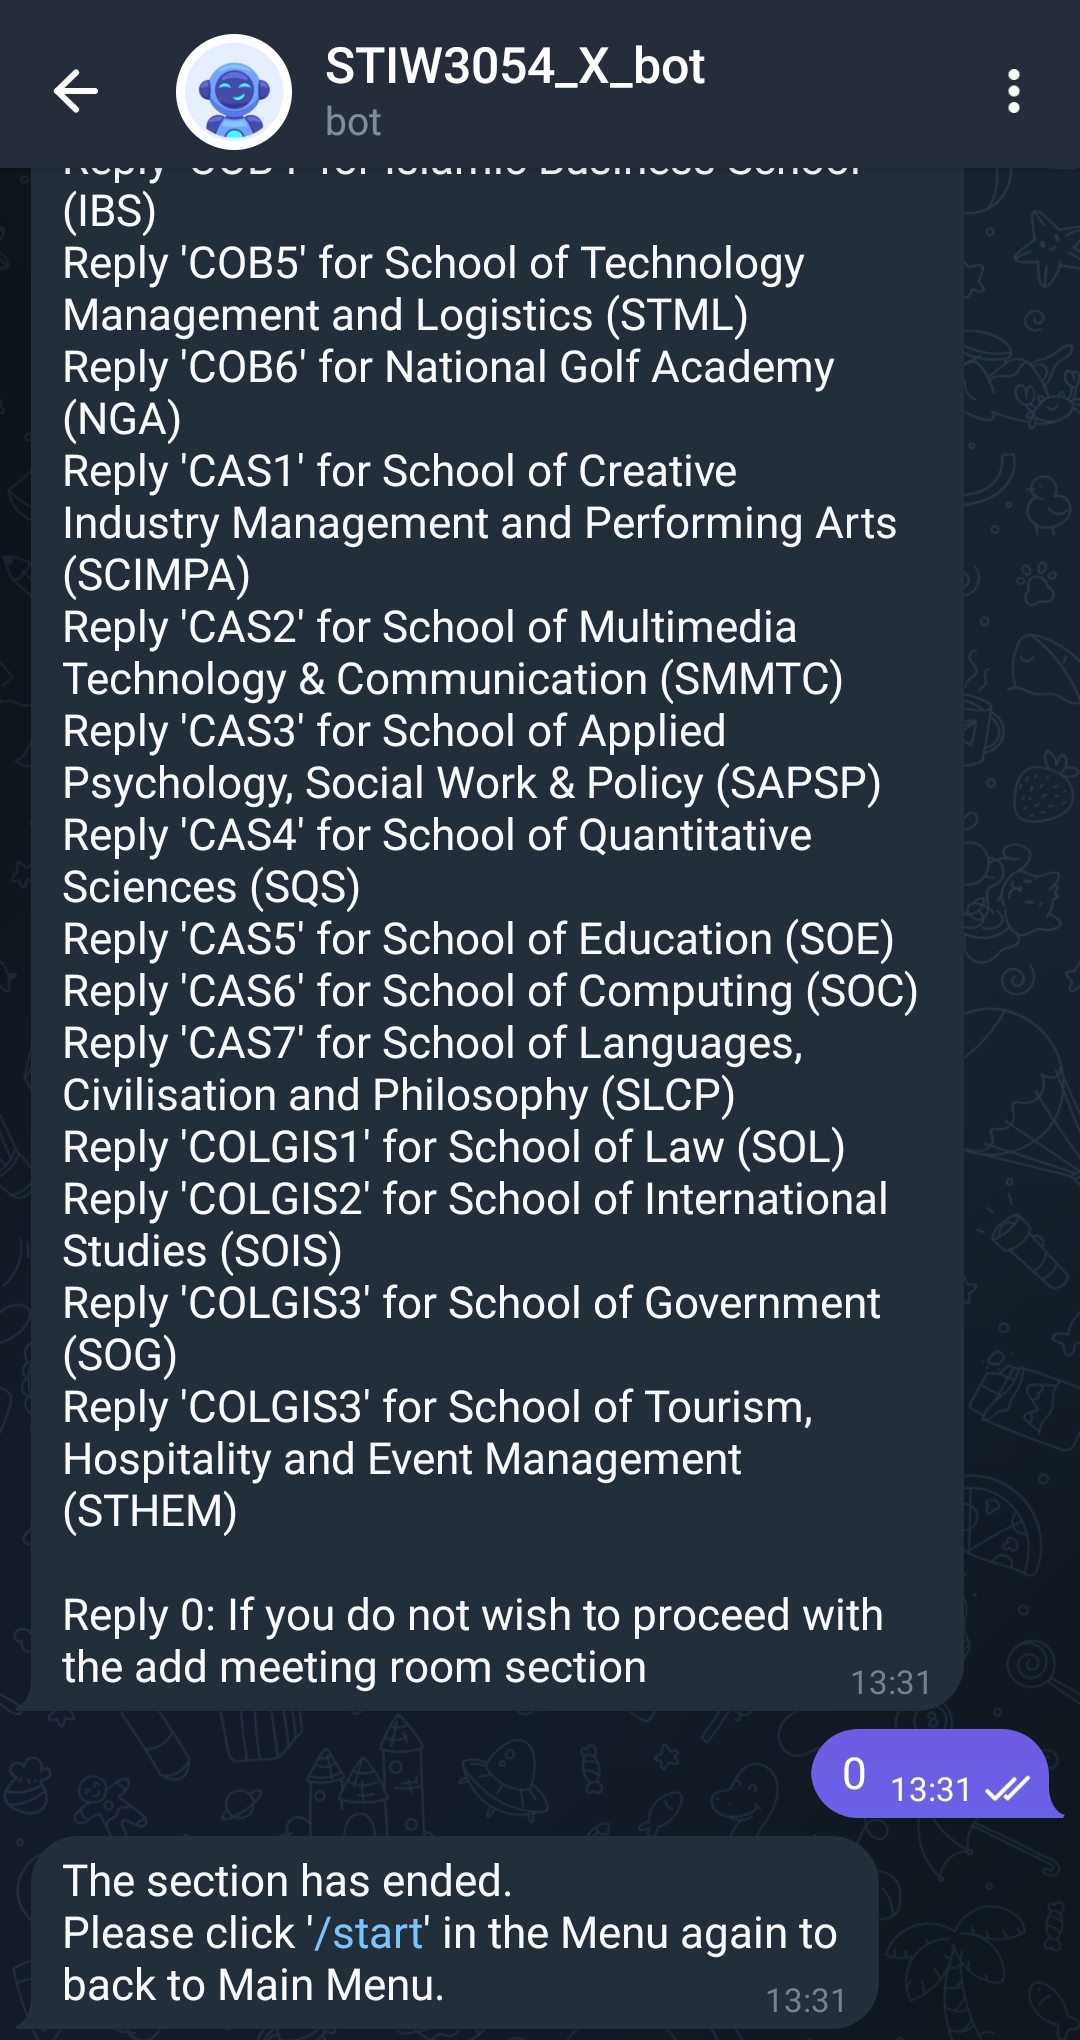 STIW3054_X_bot
bot
Reply 'COB4' for Islamic Business School
(IBS)
Reply 'COB5' for School of Technology
Management and Logistics (STML)
Reply 'COB6' for National Golf Academy
(NGA)
Reply 'CAS1' for School of Creative
Industry Management and Performing Arts
(SCIMPA)
Reply 'CAS2' for School of Multimedia
Technology & Communication (SMMTC)
Reply 'CAS3' for School of Applied
Psychology, Social Work & Policy (SAPSP)
Reply 'CAS4' for School of Quantitative
Sciences (SQS)
Reply 'CAS5' for School of Education (SOE)
Reply 'CAS6' for School of Computing (SOC)
Reply 'CAS7' for School of Languages,
Civilisation and Philosophy (SLCP)
Reply 'COLGIS1' for School of Law (SOL)
Reply 'COLGIS2' for School of International
Studies (SOIS)
Reply 'COLGIS3' for School of Government
(SOG)
Reply 'COLGIS3' for School of Tourism,
Hospitality and Event Management
(STHEM)
Reply 0: If you do not wish to proceed with
the add meeting room section
13:31
0 13:31
The section has ended.
Please click '/start' in the Menu again to
back to Main Menu.
13:31